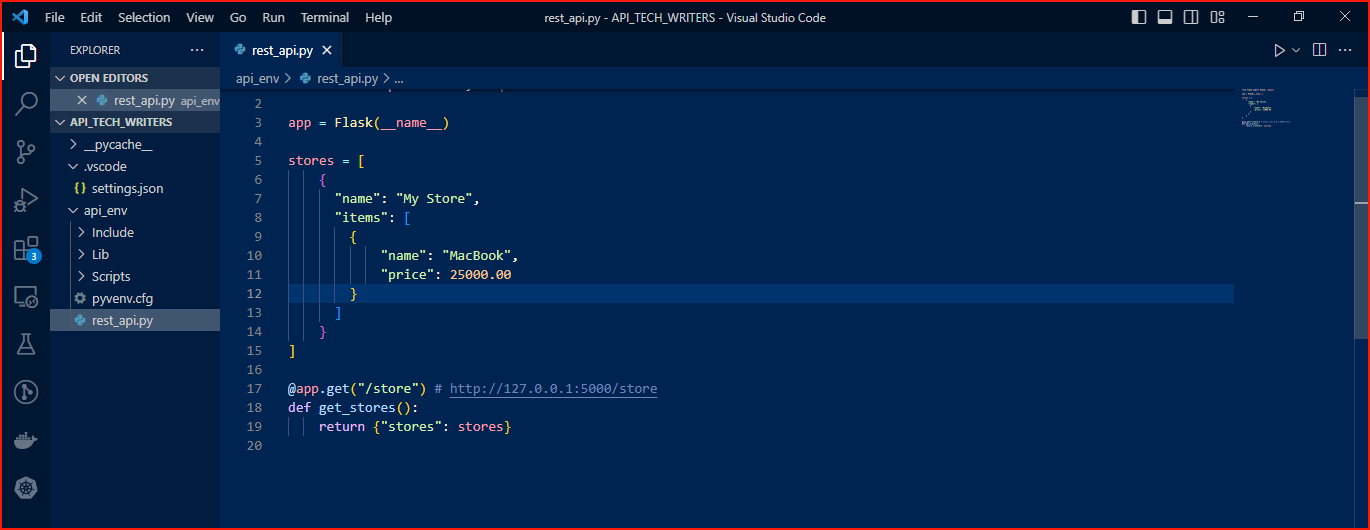 File Edit Selection View Go Run Terminal Help rest_api.py - API_TECH_WRITERS - Visual Studio Code
EXPLORER ···
rest_api.py
OPEN EDITORS
rest_api.py api_env
API_TECH_WRITERS
__pycache__
.vscode
{} settings.json
api_env
Include
Lib
Scripts
pyvenv.cfg
rest_api.py
3
api_env > rest_api.py > ...
2
3 app = Flask(__name__)
4
5 stores = [
6 {
7 "name": "My Store",
8 "items": [
9 {
10 "name": "MacBook",
11 "price": 25000.00
12 }
13 ]
14 }
15 ]
16
17 @app.get("/store") # http://127.0.0.1:5000/store
18 def get_stores():
19 return {"stores": stores}
20